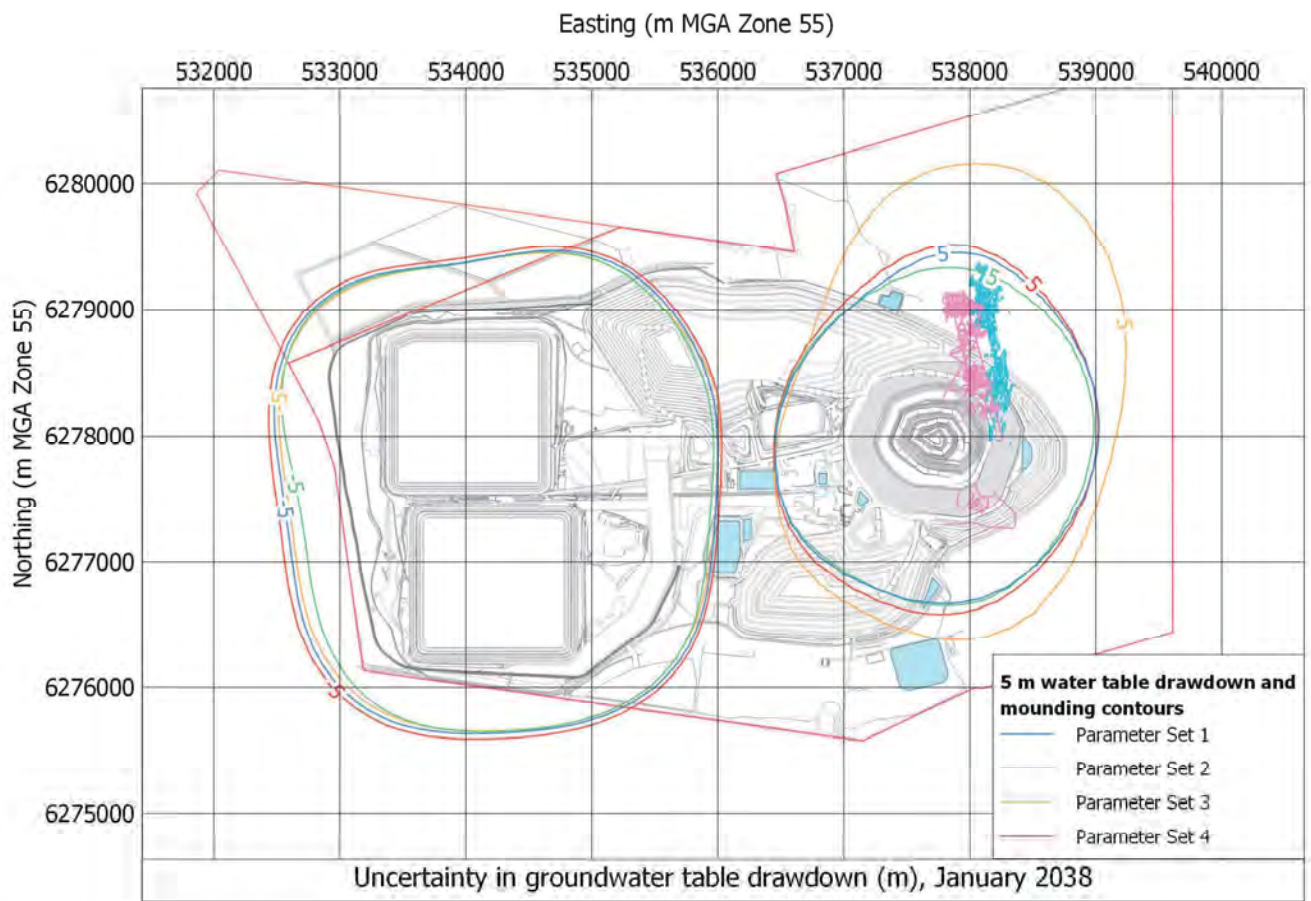 Easting (m MGA Zone 55)
532000 533000 534000 535000 536000 537000 538000 539000 540000
Northing (m MGA Zone 55)
6280000
6279000
6278000
6277000
6276000
6275000
5
5
5
5
-5
-5
-5
-5
5 m water table drawdown and
mounding contours
Parameter Set 1
Parameter Set 2
Parameter Set 3
Parameter Set 4
Uncertainty in groundwater table drawdown (m), January 2038